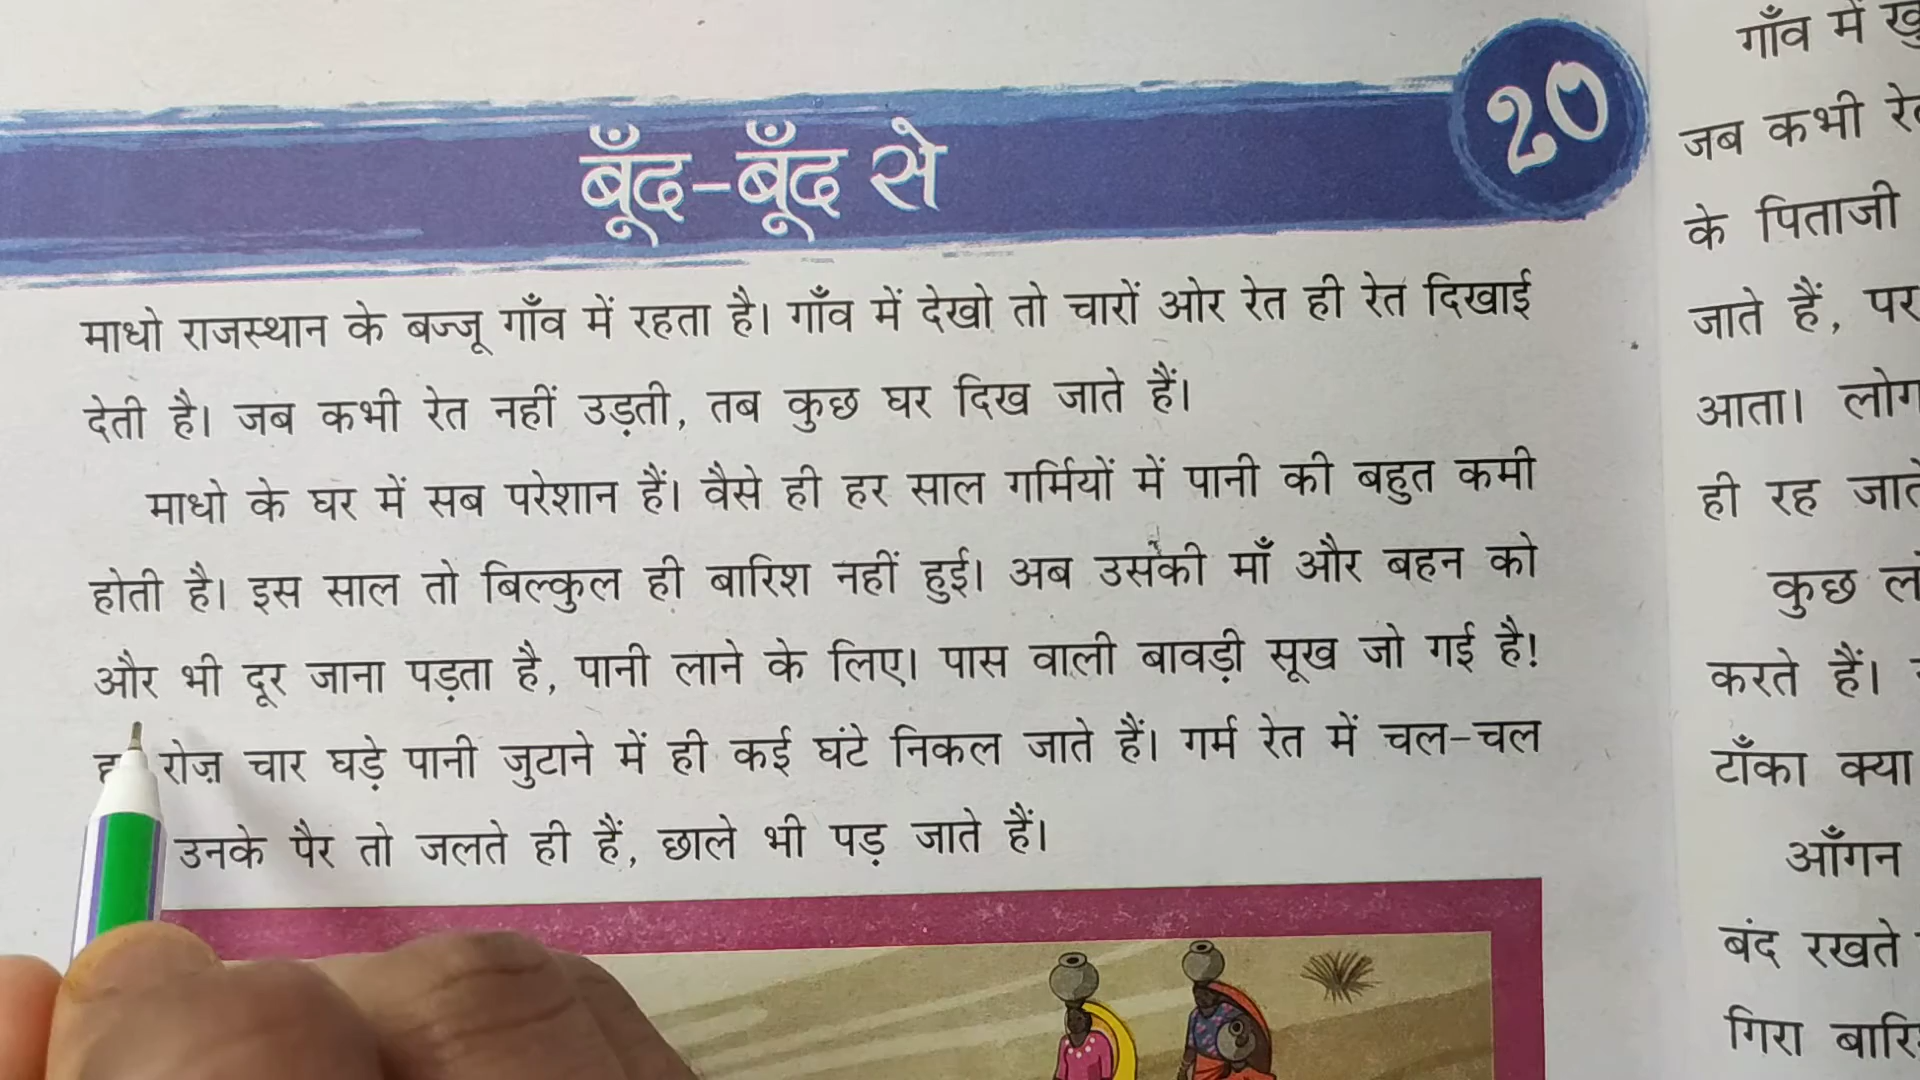 बूँद-बूँद से
20
माधो राजस्थान के बज्जू गाँव में रहता है। गाँव में देखो तो चारों ओर रेत ही रेत दिखाई
देती है। जब कभी रेत नहीं उड़ती, तब कुछ घर दिख जाते हैं।
माधो के घर में सब परेशान हैं। वैसे ही हर साल गर्मियों में पानी की बहुत कमी
होती है। इस साल तो बिल्कुल ही बारिश नहीं हुई। अब उसकी माँ और बहन को
और भी दूर जाना पड़ता है, पानी लाने के लिए। पास वाली बावड़ी सूख जो गई है!
रोज़ चार घड़े पानी जुटाने में ही कई घंटे निकल जाते हैं। गर्म रेत में चल-चल
उनके पैर तो जलते ही हैं, छाले भी पड़ जाते हैं।
गाँव में
जब कभी
के पिताजी
जाते हैं, पर
आता। लोग
ही रह
कुछ
करते हैं।
टाँका क्या
आँगन
बंद रखते
गिरा